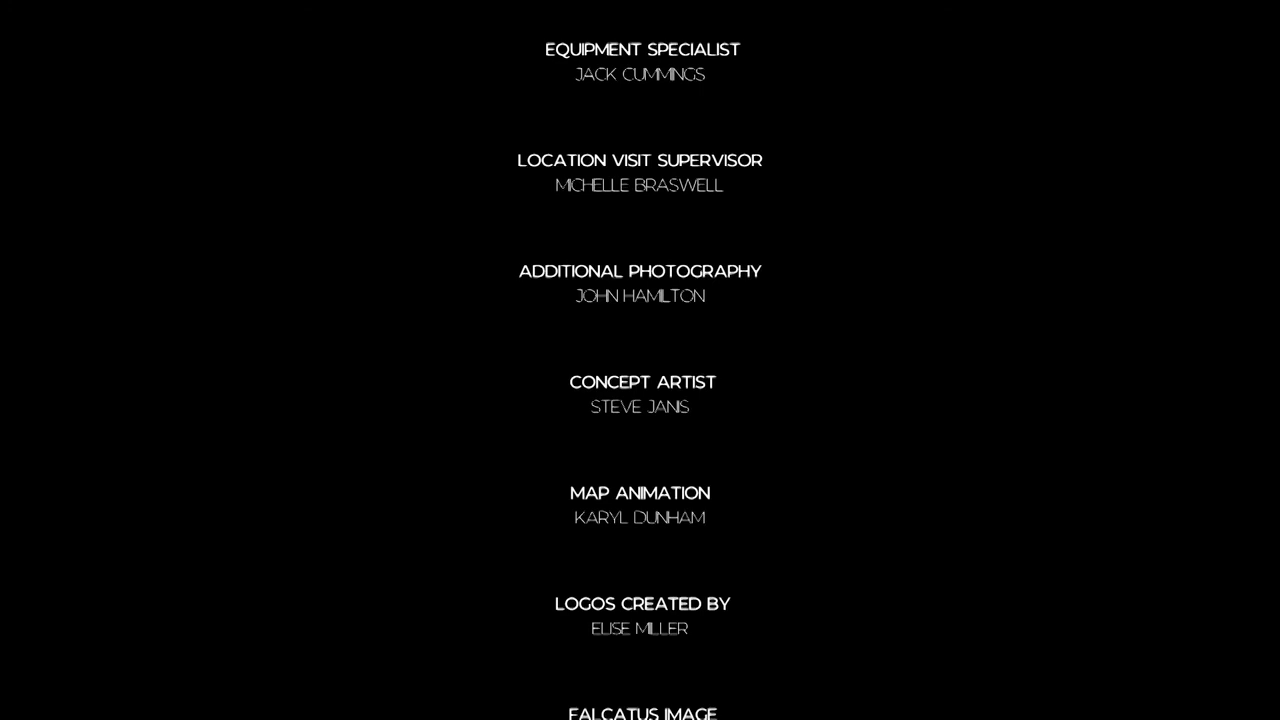 EQUIPMENT SPECIALIST
JACK CUMMINGS
LOCATION VISIT SUPERVISOR
MICHELLE BRASWELL
ADDITIONAL PHOTOGRAPHY
JOHN HAMILTON
CONCEPT ARTIST
STEVE JANIS
MAP ANIMATION
KARYL DUNHAM
LOGOS CREATED BY
ELISE MILLER
FALCATUS IMAGE